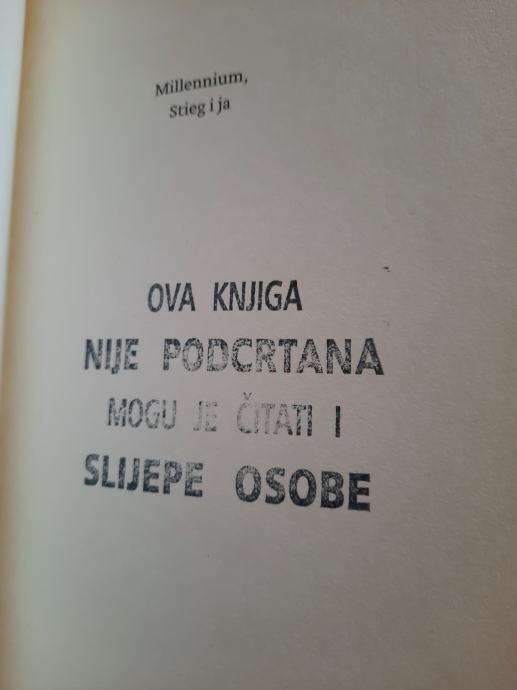 Millennium,
Stieg i ja
OVA KNJIGA
NIJE PODCRTANA
MOGU JE ČITATI I
SLIJEPE OSOBE